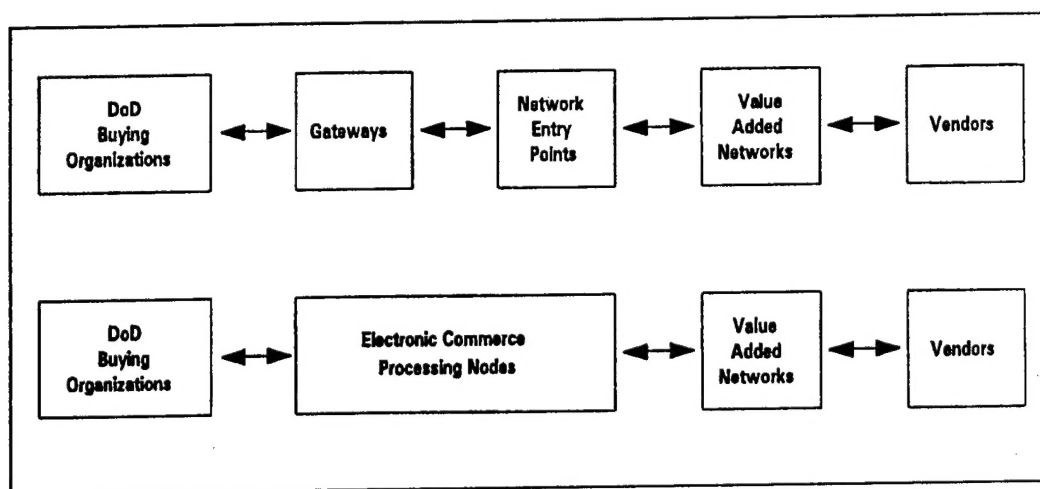 DoD
Buying
Organizations
Gateways
Network
Entry
Points
Value
Added
Networks
Vendors
DoD
Buying
Organizations
Electronic Commerce
Processing Nodes
Value
Added
Networks
Vendors